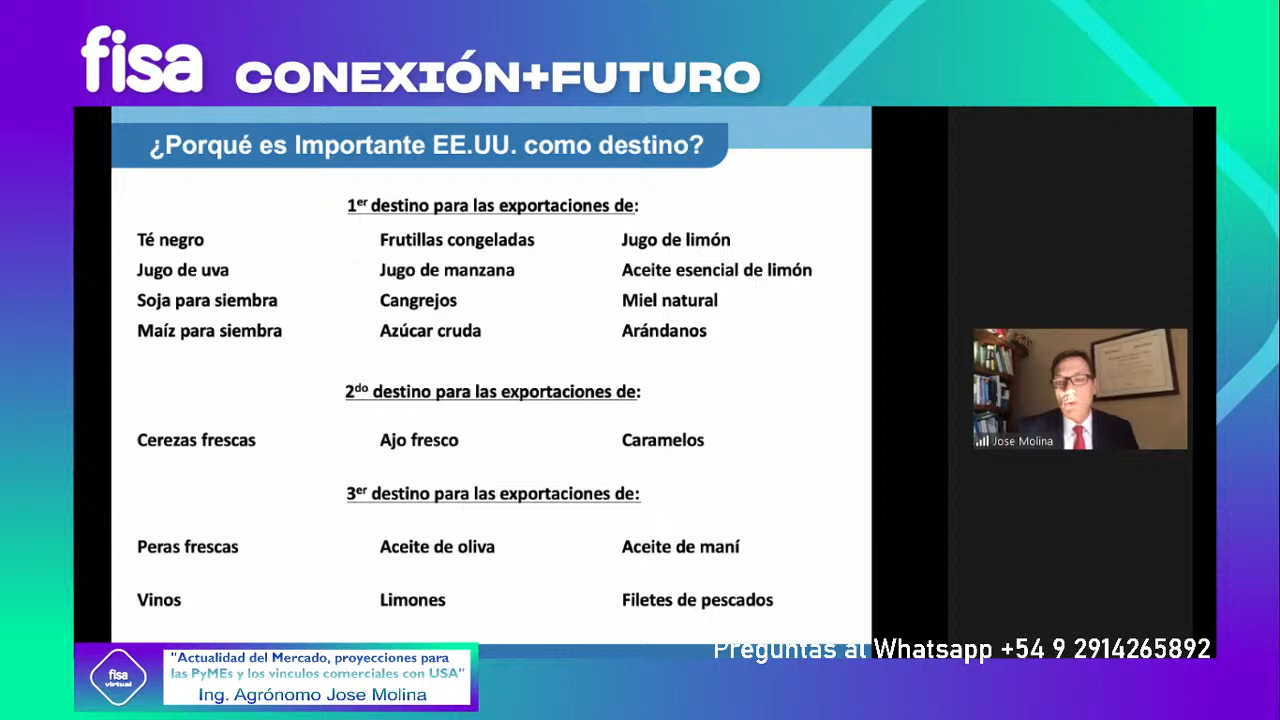 fisa CONEXIÓN+FUTURO
¿Porqué es Importante EE.UU. como destino?
1er destino para las exportaciones de:
Té negro Frutillas congeladas Jugo de limón
Jugo de uva Jugo de manzana Aceite esencial de limón
Soja para siembra Cangrejos Miel natural
Maíz para siembra Azúcar cruda Arándanos
2do destino para las exportaciones de:
Cerezas frescas Ajo fresco Caramelos
3er destino para las exportaciones de:
Peras frescas Aceite de oliva Aceite de maní
Vinos Limones Filetes de pescados
Jose Molina
Preguntas al Whatsapp +54 9 2914265892
fisa
virtual
"Actualidad del Mercado, proyecciones para
las PyMEs y los vinculos comerciales con USA"
Ing. Agrónomo Jose Molina